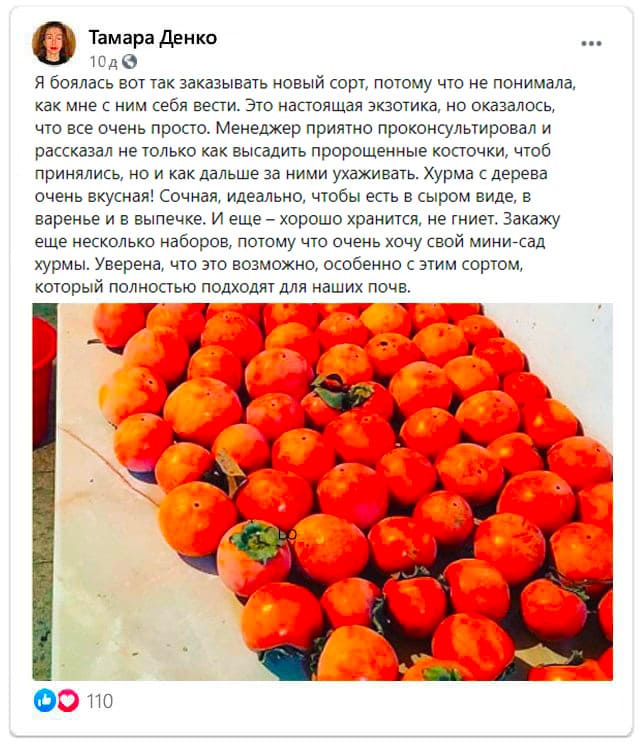 Тамара Денко
10 д
Я боялась вот так заказывать новый сорт, потому что не понимала,
как мне с ним себя вести. Это настоящая экзотика, но оказалось,
что все очень просто. Менеджер приятно проконсультировал и
рассказал не только как высадить пророщенные косточки, чтоб
принялись, но и как дальше за ними ухаживать. Хурма с дерева
очень вкусная! Сочная, идеально, чтобы есть в сыром виде, в
варенье и в выпечке. И еще – хорошо хранится, не гниет. Закажу
еще несколько наборов, потому что очень хочу свой мини-сад
хурмы. Уверена, что это возможно, особенно с этим сортом,
который полностью подходят для наших почв.
110